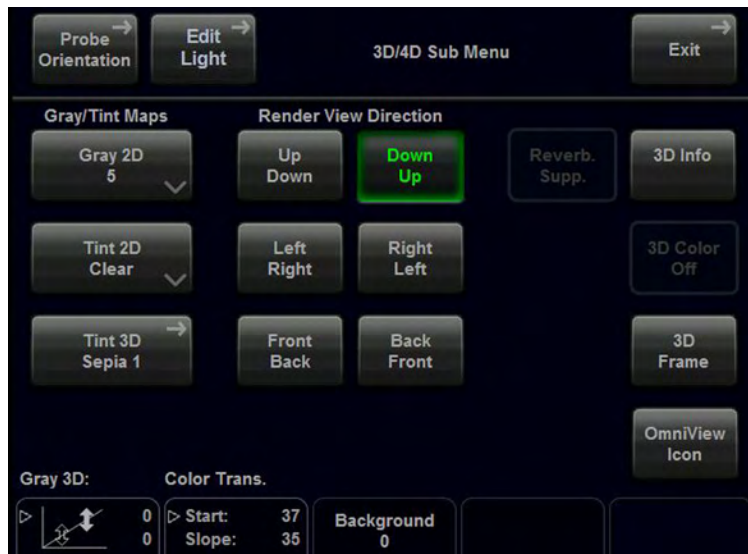 Probe
Orientation
Edit
Light
3D/4D Sub Menu
Exit
Gray/Tint Maps
Render View Direction
Gray 2D
5
Up
Down
Down
Up
Reverb.
Supp.
3D Info
Tint 2D
Clear
Left
Right
Right
Left
3D Color
Off
Tint 3D
Sepia 1
Front
Back
Back
Front
3D
Frame
OmniView
Icon
Gray 3D:
Color Trans.
0
0
Start: 37
Slope: 35
Background
0